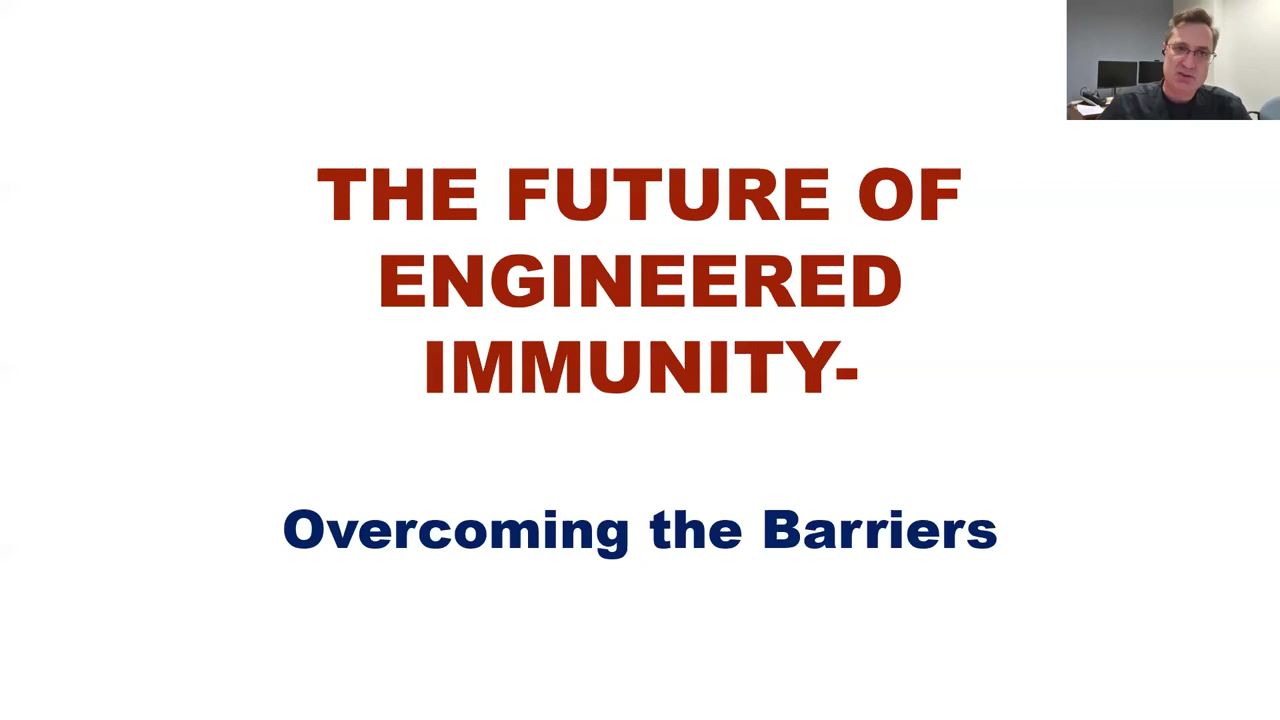 THE FUTURE OF
ENGINEERED
IMMUNITY-
Overcoming the Barriers